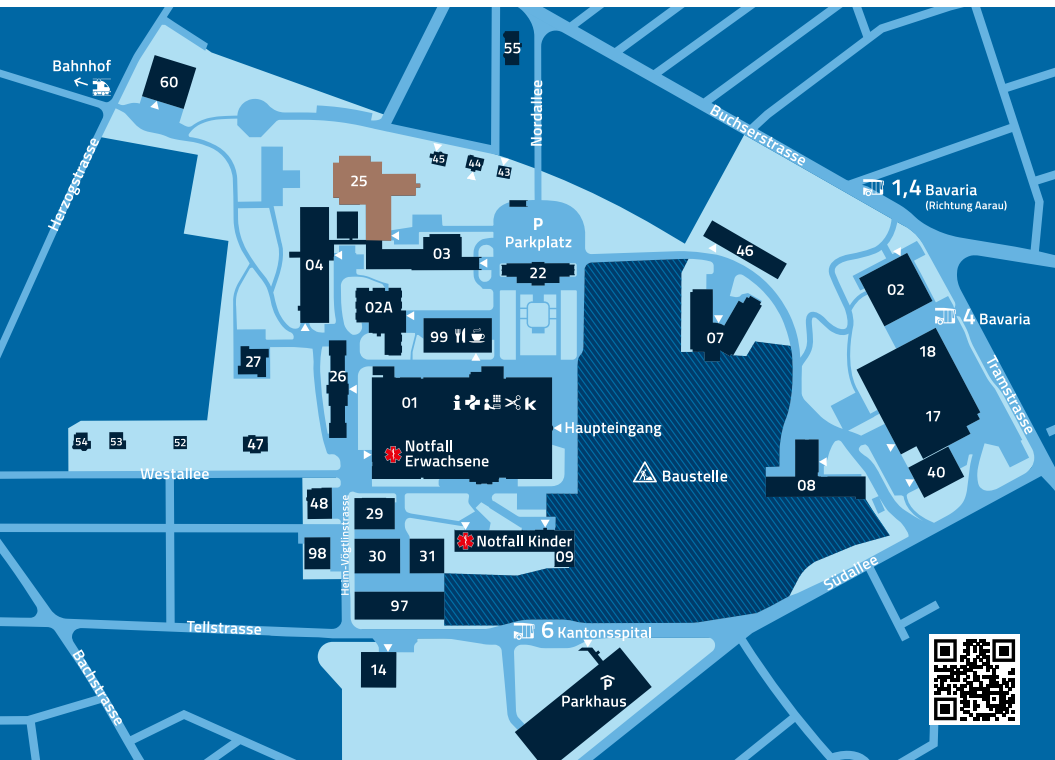 55
Bahnhof
60
Nordallee
Buchserstrasse
Herzogstrasse
45
44
43
25
1,4 Bavaria
(Richtung Aarau)
P
Parkplatz
03
46
04
22
02
02A
4 Bavaria
99
07
27
18
26
Tramstrasse
01
k
17
Haupteingang
54
53
52
47
Notfall
Erwachsene
Westallee
40
Baustelle
08
48
29
Heim-Vögtlinstrasse
Notfall Kinder
98
30
31
09
Südallee
97
Tellstrasse
6 Kantonsspital
14
Bachstrasse
P
Parkhaus